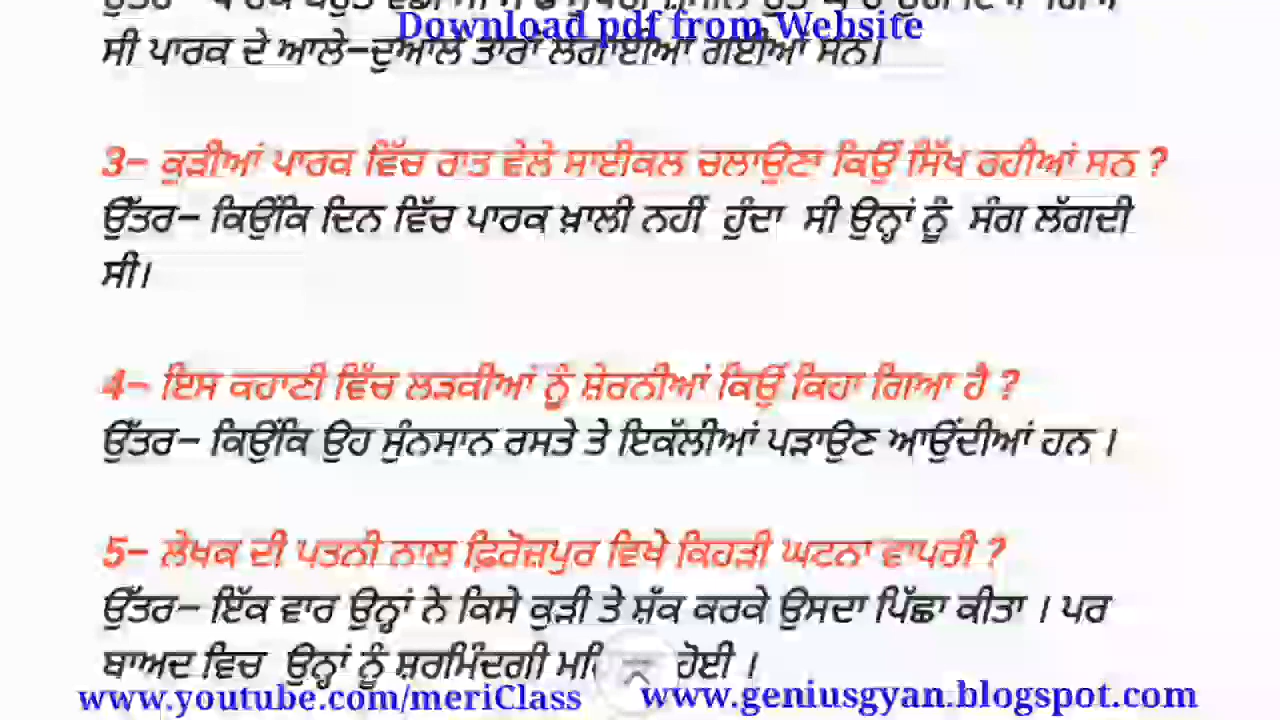 Download pdf from Website
ਸੀ ਪਾਰਕ ਦੇ ਆਲੇ-ਦੁਆਲੇ ਤਾਰਾਂ ਲਗਾਈਆਂ ਗਈਆਂ ਸਨ।
3- ਕੁੜੀਆਂ ਪਾਰਕ ਵਿੱਚ ਰਾਤ ਵੇਲੇ ਸਾਈਕਲ ਚਲਾਉਣਾ ਕਿਉਂ ਸਿੱਖ ਰਹੀਆਂ ਸਨ ?
ਉੱਤਰ- ਕਿਉਂਕਿ ਦਿਨ ਵਿੱਚ ਪਾਰਕ ਖ਼ਾਲੀ ਨਹੀਂ ਹੁੰਦਾ ਸੀ ਉਨ੍ਹਾਂ ਨੂੰ ਸੰਗ ਲੱਗਦੀ
ਸੀ।
4- ਇਸ ਕਹਾਣੀ ਵਿੱਚ ਲੜਕੀਆਂ ਨੂੰ ਸ਼ੇਰਨੀਆਂ ਕਿਉਂ ਕਿਹਾ ਗਿਆ ਹੈ ?
ਉੱਤਰ- ਕਿਉਂਕਿ ਉਹ ਸੁੰਨਸਾਨ ਰਸਤੇ ਤੇ ਇਕੱਲੀਆਂ ਪੜਾਉਣ ਆਉਂਦੀਆਂ ਹਨ ।
5- ਲੇਖਕ ਦੀ ਪਤਨੀ ਨਾਲ ਫ਼ਿਰੋਜ਼ਪੁਰ ਵਿਖੇ ਕਿਹੜੀ ਘਟਨਾ ਵਾਪਰੀ ?
ਉੱਤਰ- ਇੱਕ ਵਾਰ ਉਨ੍ਹਾਂ ਨੇ ਕਿਸੇ ਕੁੜੀ ਤੇ ਸ਼ੱਕ ਕਰਕੇ ਉਸਦਾ ਪਿੱਛਾ ਕੀਤਾ । ਪਰ
ਬਾਅਦ ਵਿਚ ਉਨ੍ਹਾਂ ਨੂੰ ਸ਼ਰਮਿੰਦਗੀ ਹੋਈ ।
www.youtube.com/meriClass www.geniusgyan.blogspot.com